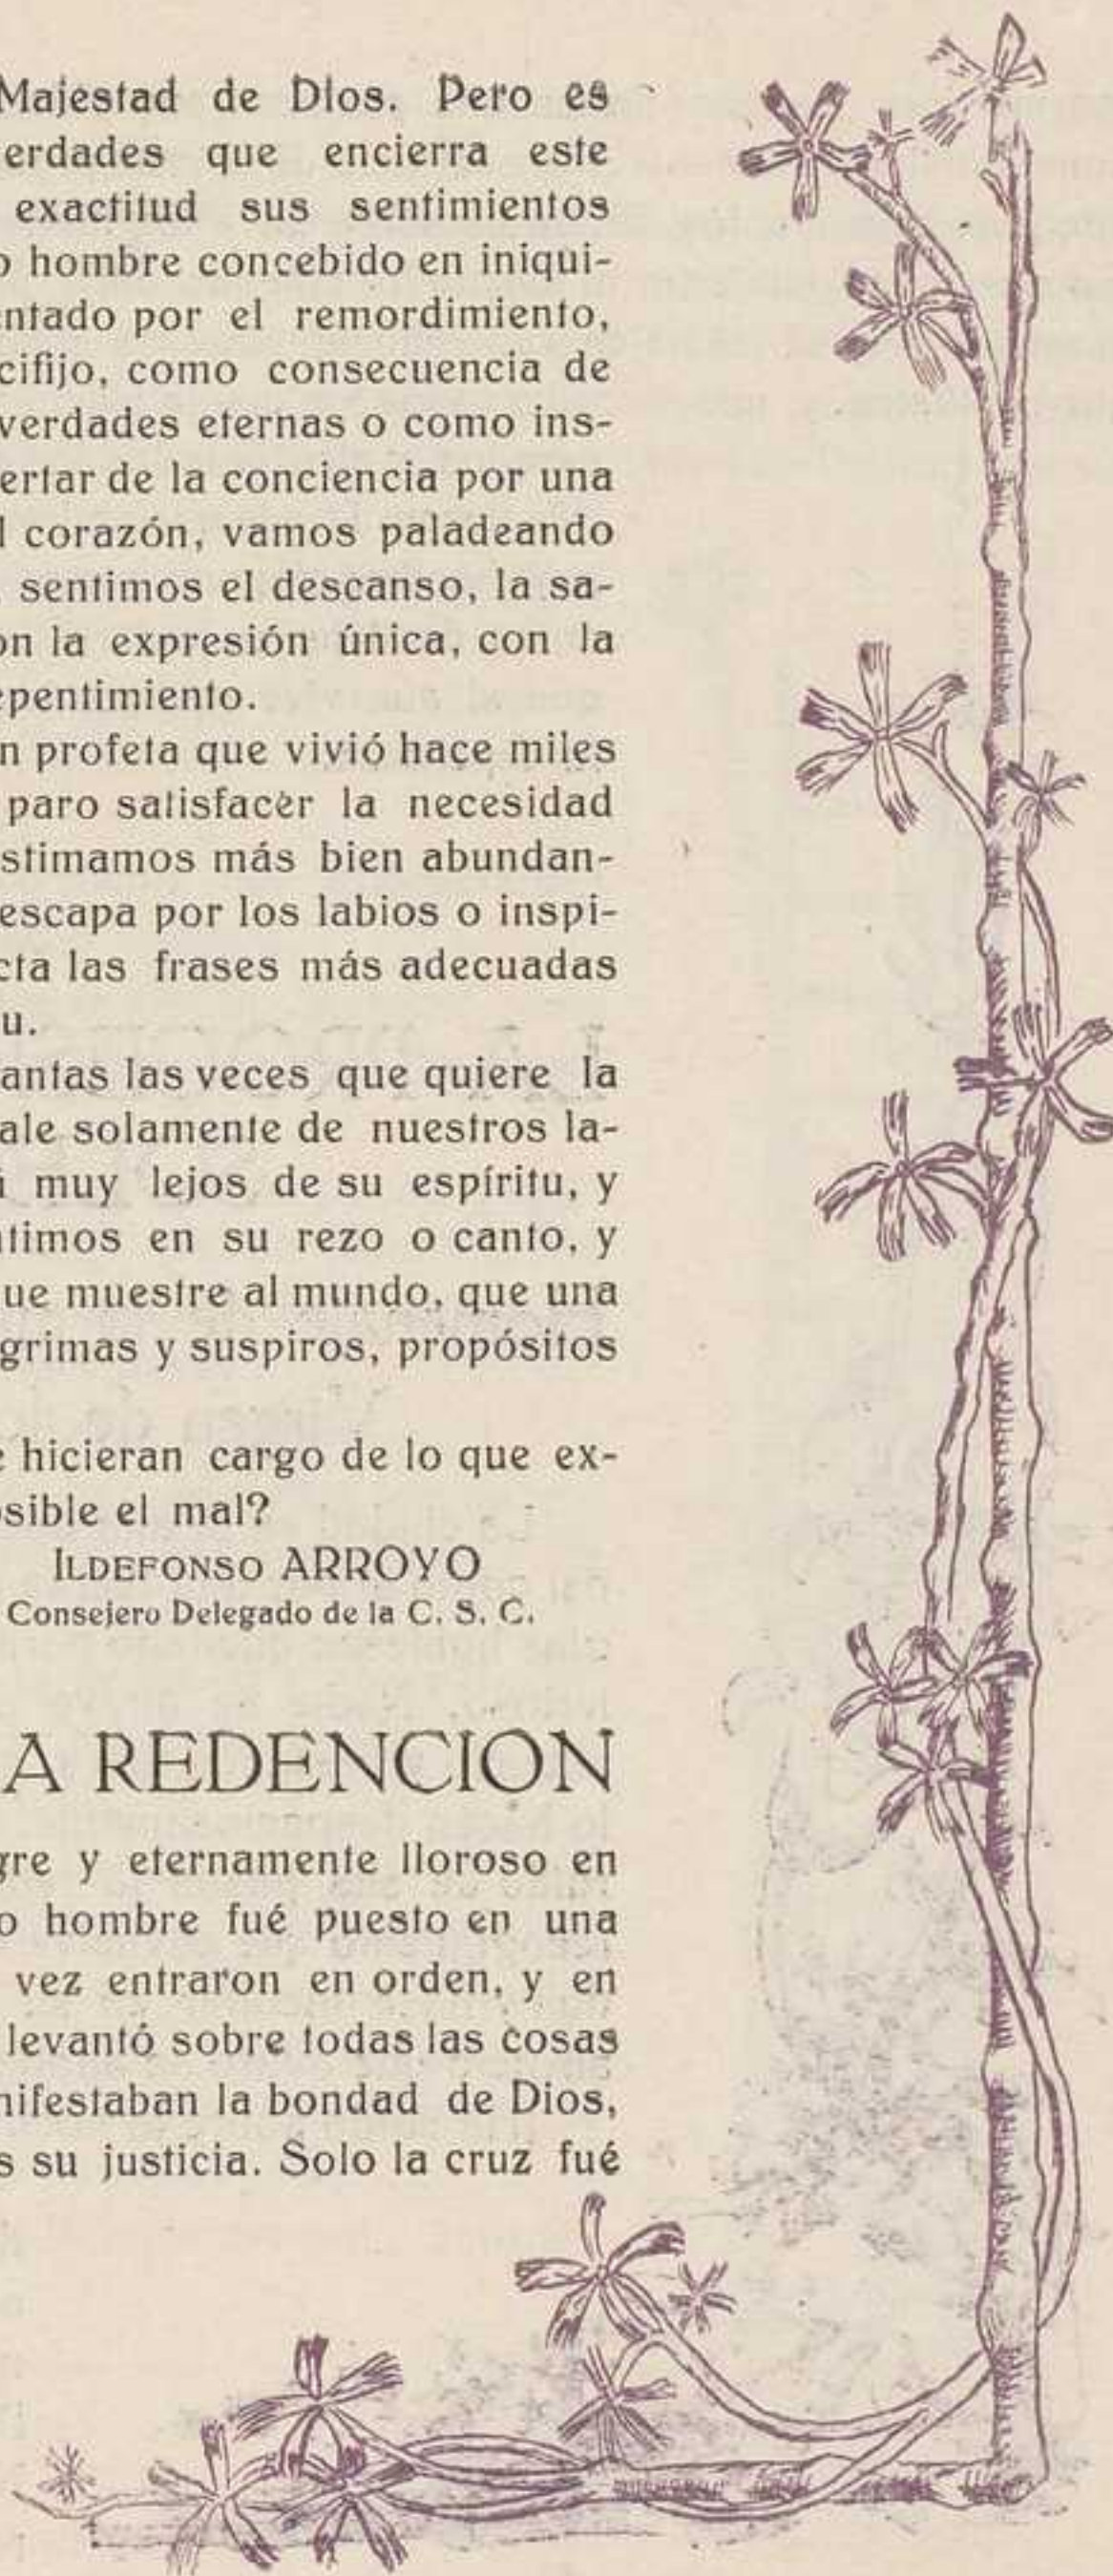 Majestad de Dios. Pero es
erdades que encierra este
exactitud sus sentimientos
o hombre concebido en iniqui-
entado por el remordimiento,
cifijo, como consecuencia de
verdades eternas o como ins-
ertar de la conciencia por una
l corazón, vamos paladeando
sentimos el descanso, la sa-
on la expresión única, con la
epentimiento.
n profeta que vivió hace miles
paro satisfacer la necesidad
stimamos más bien abundan-
escapa por los labios o inspi-
cta las frases más adecuadas
u.
antas las veces que quiere la
ale solamente de nuestros la-
muy lejos de su espíritu, y
ntimos en su rezo o canto, y
ue muestre al mundo, que una
grimas y suspiros, propósitos
e hicieran cargo de lo que ex-
osible el mal?
ILDEFONSO ARROYO
Consejero Delegado de la C. S. C.
A REDENCION
gre y eternamente lloroso en
o hombre fué puesto en una
vez entraron en orden, y en
levantó sobre todas las cosas
nifestaban la bondad de Dios,
s su justicia. Solo la cruz fué